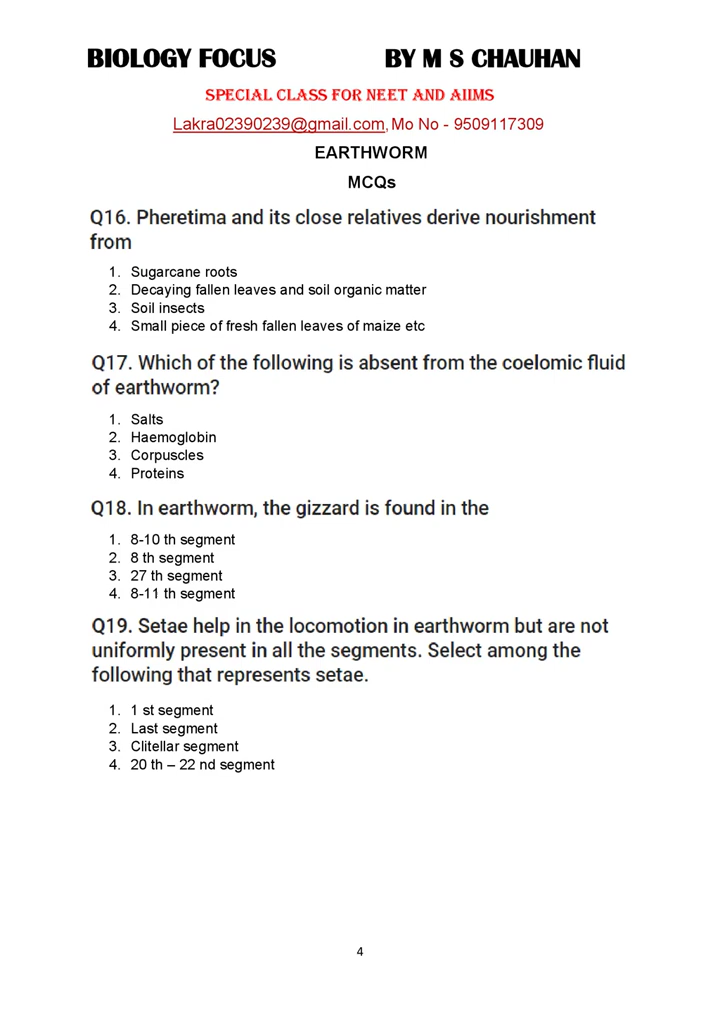 BIOLOGY FOCUS BY M S CHAUHAN
SPECIAL CLASS FOR NEET AND AIIMS
Lakra02390239@gmail.com, Mo No - 9509117309
EARTHWORM
MCQs
Q16. Pheretima and its close relatives derive nourishment
from
1. Sugarcane roots
2. Decaying fallen leaves and soil organic matter
3. Soil insects
4. Small piece of fresh fallen leaves of maize etc
Q17. Which of the following is absent from the coelomic fluid
of earthworm?
1. Salts
2. Haemoglobin
3. Corpuscles
4. Proteins
Q18. In earthworm, the gizzard is found in the
1. 8-10 th segment
2. 8 th segment
3. 27 th segment
4. 8-11 th segment
Q19. Setae help in the locomotion in earthworm but are not
uniformly present in all the segments. Select among the
following that represents setae.
1. 1 st segment
2. Last segment
3. Clitellar segment
4. 20 th – 22 nd segment
4